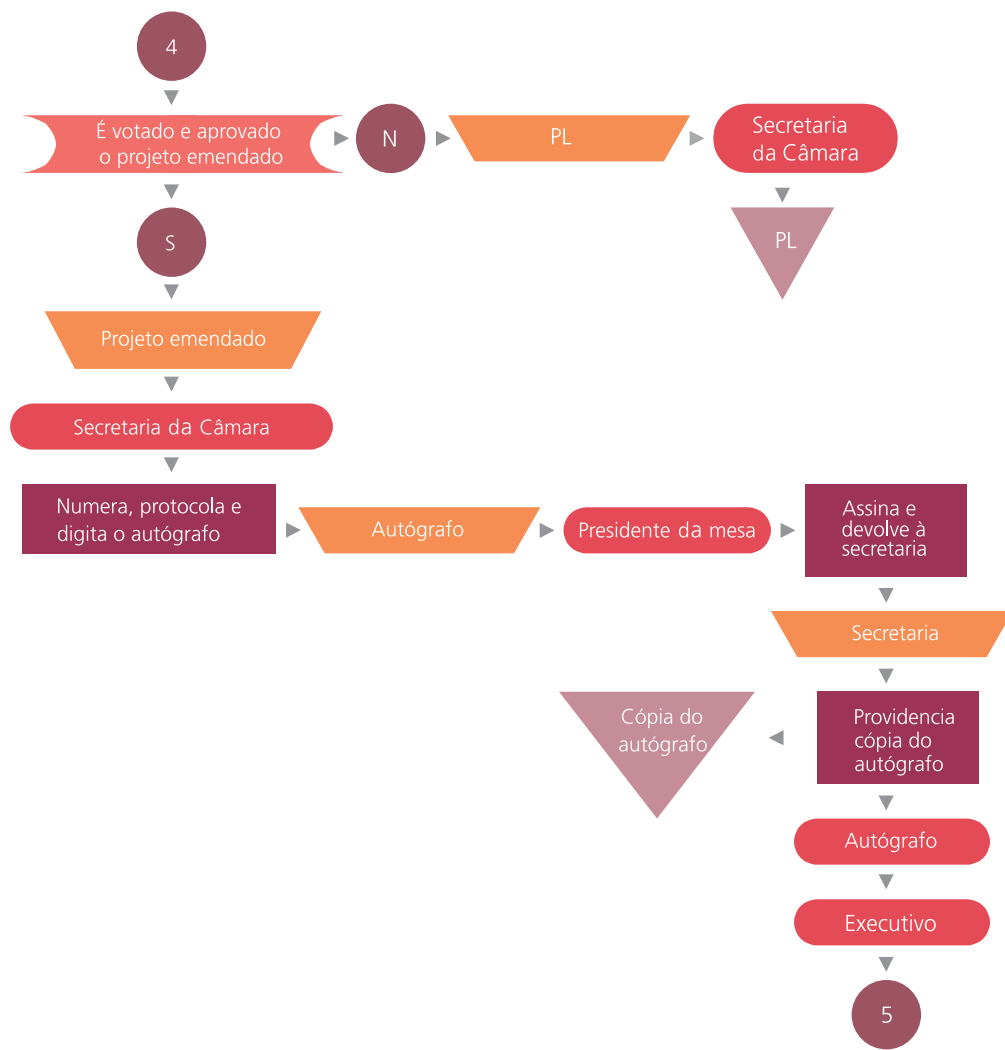 4
É votado e aprovado
o projeto emendado
N
PL
Secretaria
da Câmara
PL
S
Projeto emendado
Secretaria da Câmara
Numera, protocola e
digita o autógrafo
Autógrafo
Presidente da mesa
Assina e
devolve à
secretaria
Secretaria
Providencia
cópia do
autógrafo
Cópia do
autógrafo
Autógrafo
Executivo
5